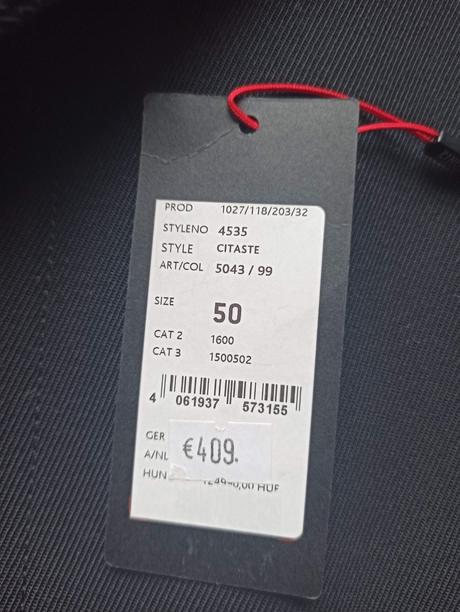 PROD 1027/118/203/32
STYLENO 4535
STYLE CITASTE
ART/COL 5043 / 99
SIZE 50
CAT 2 1600
CAT 3 1500502
4 061937 573155
GER
€409.
A/NL
HUN HUF